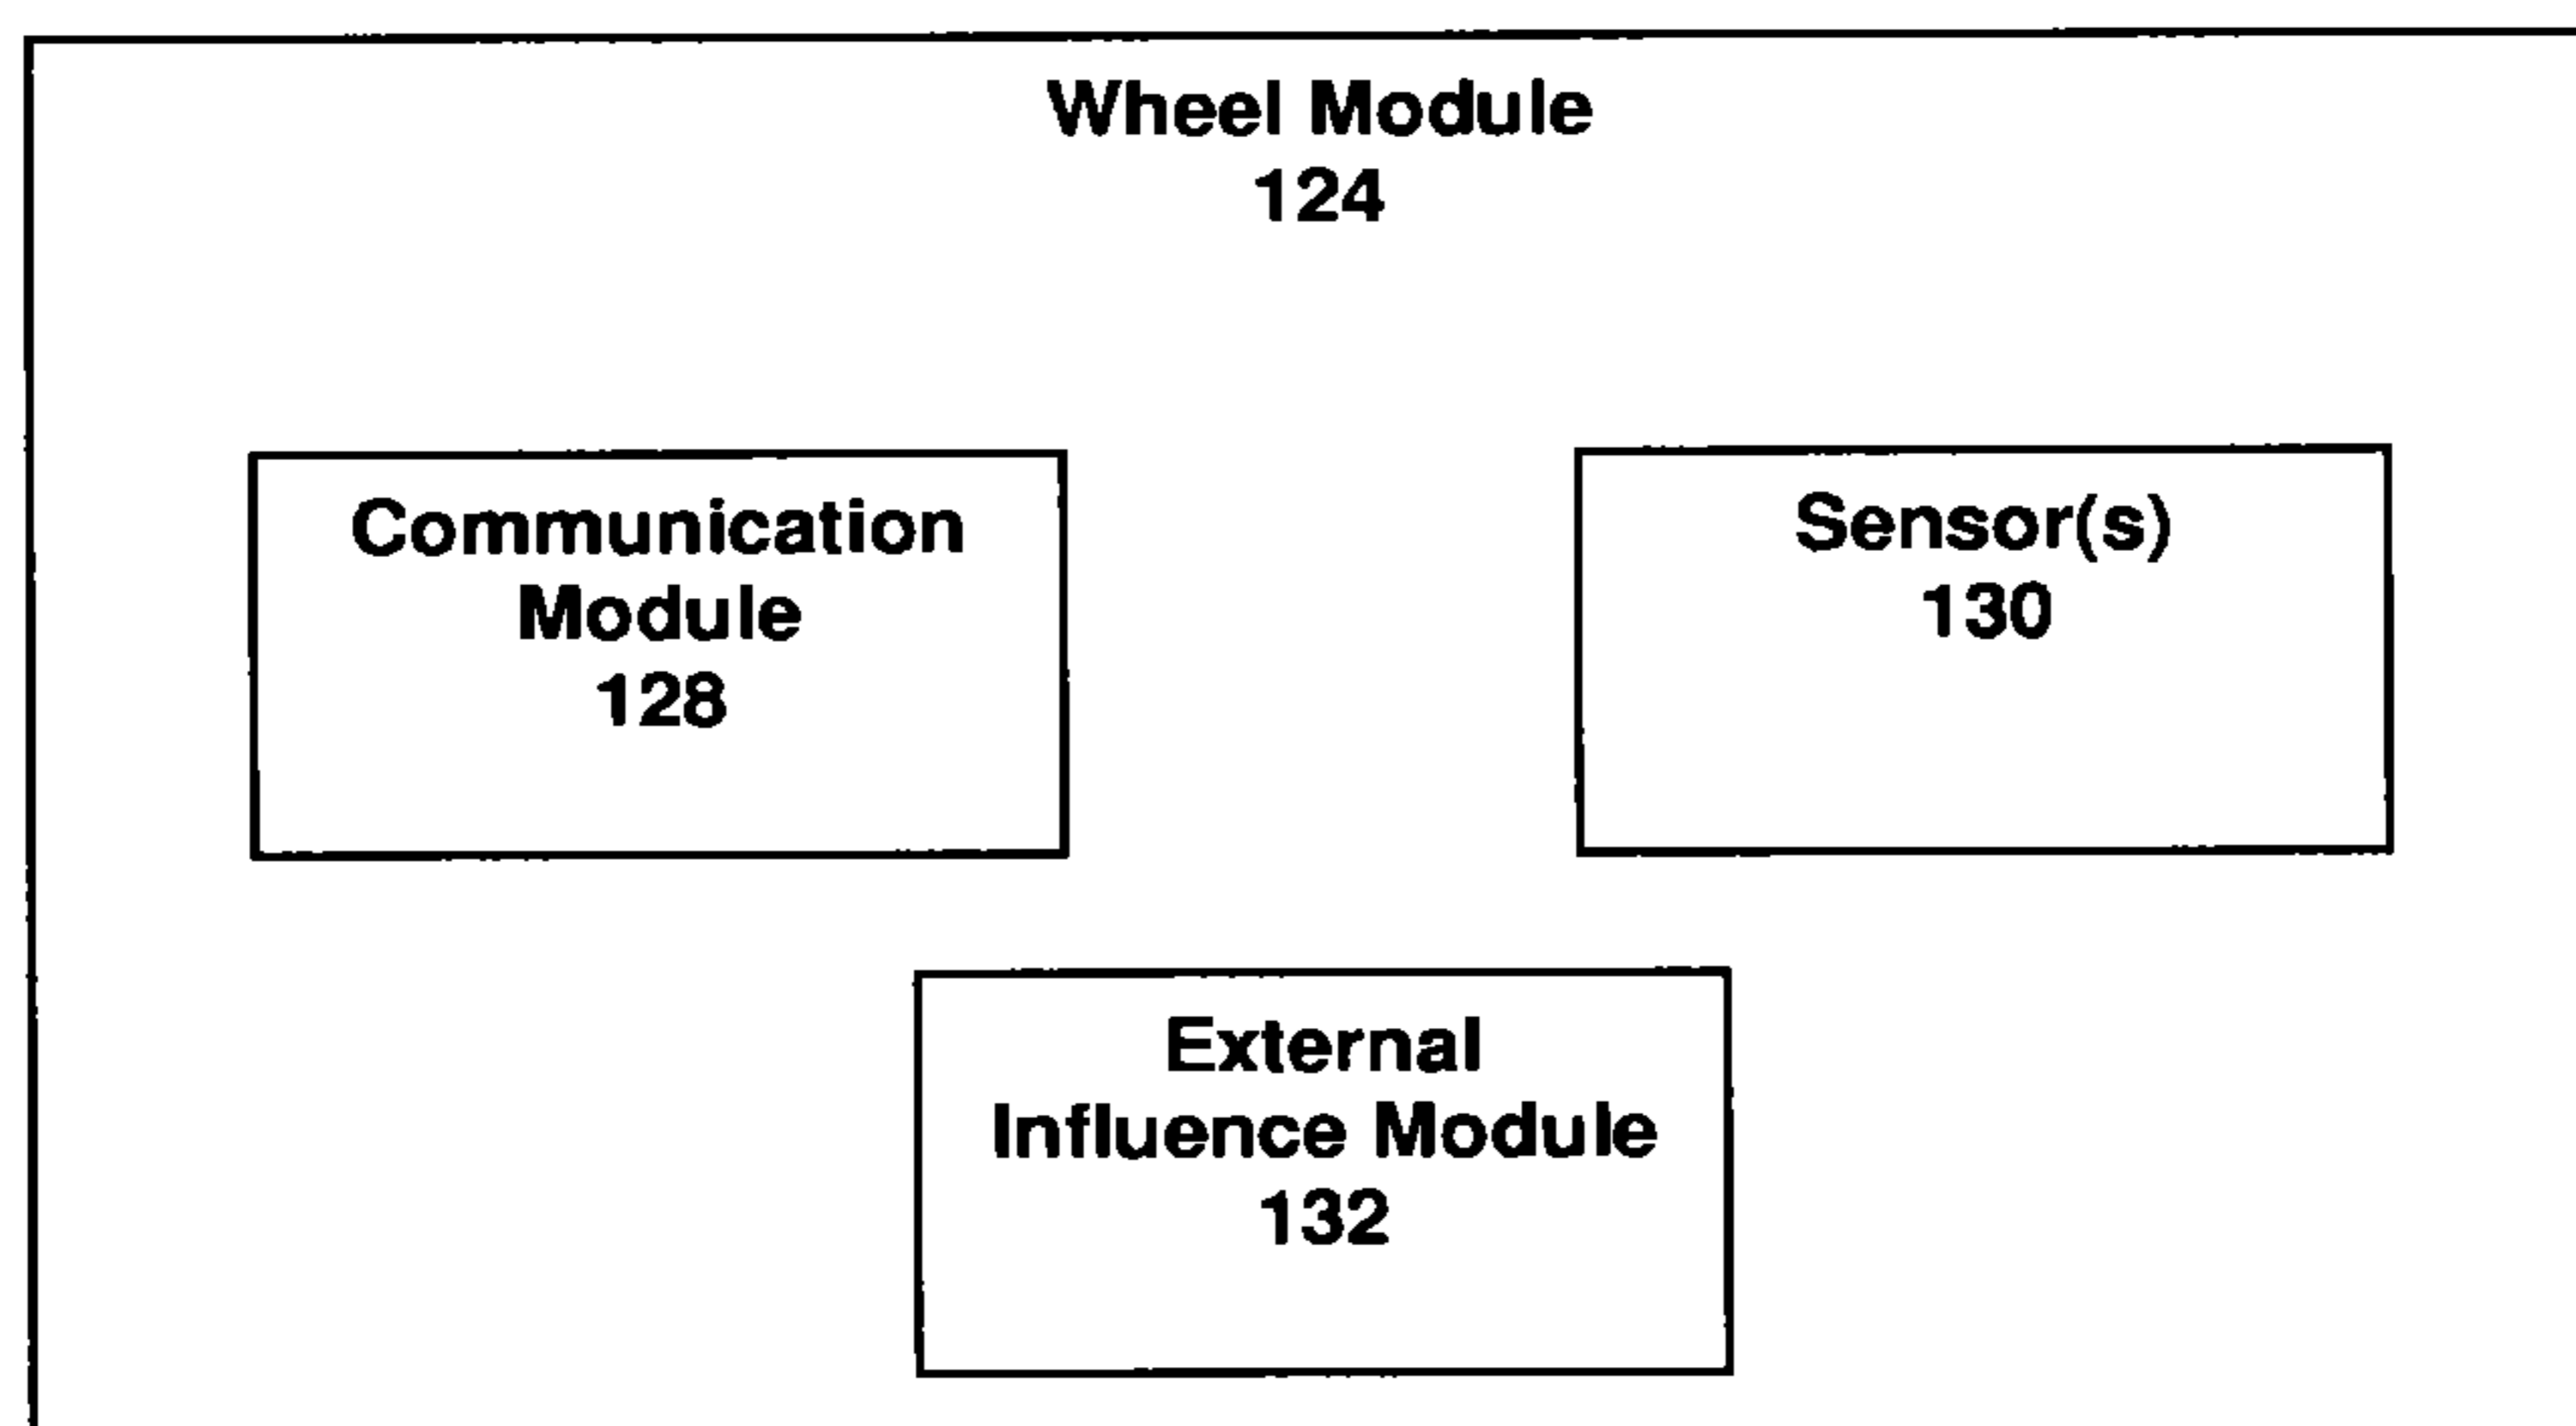 Wheel Module
124
Communication
Module
128
Sensor(s)
130
External
Influence Module
132